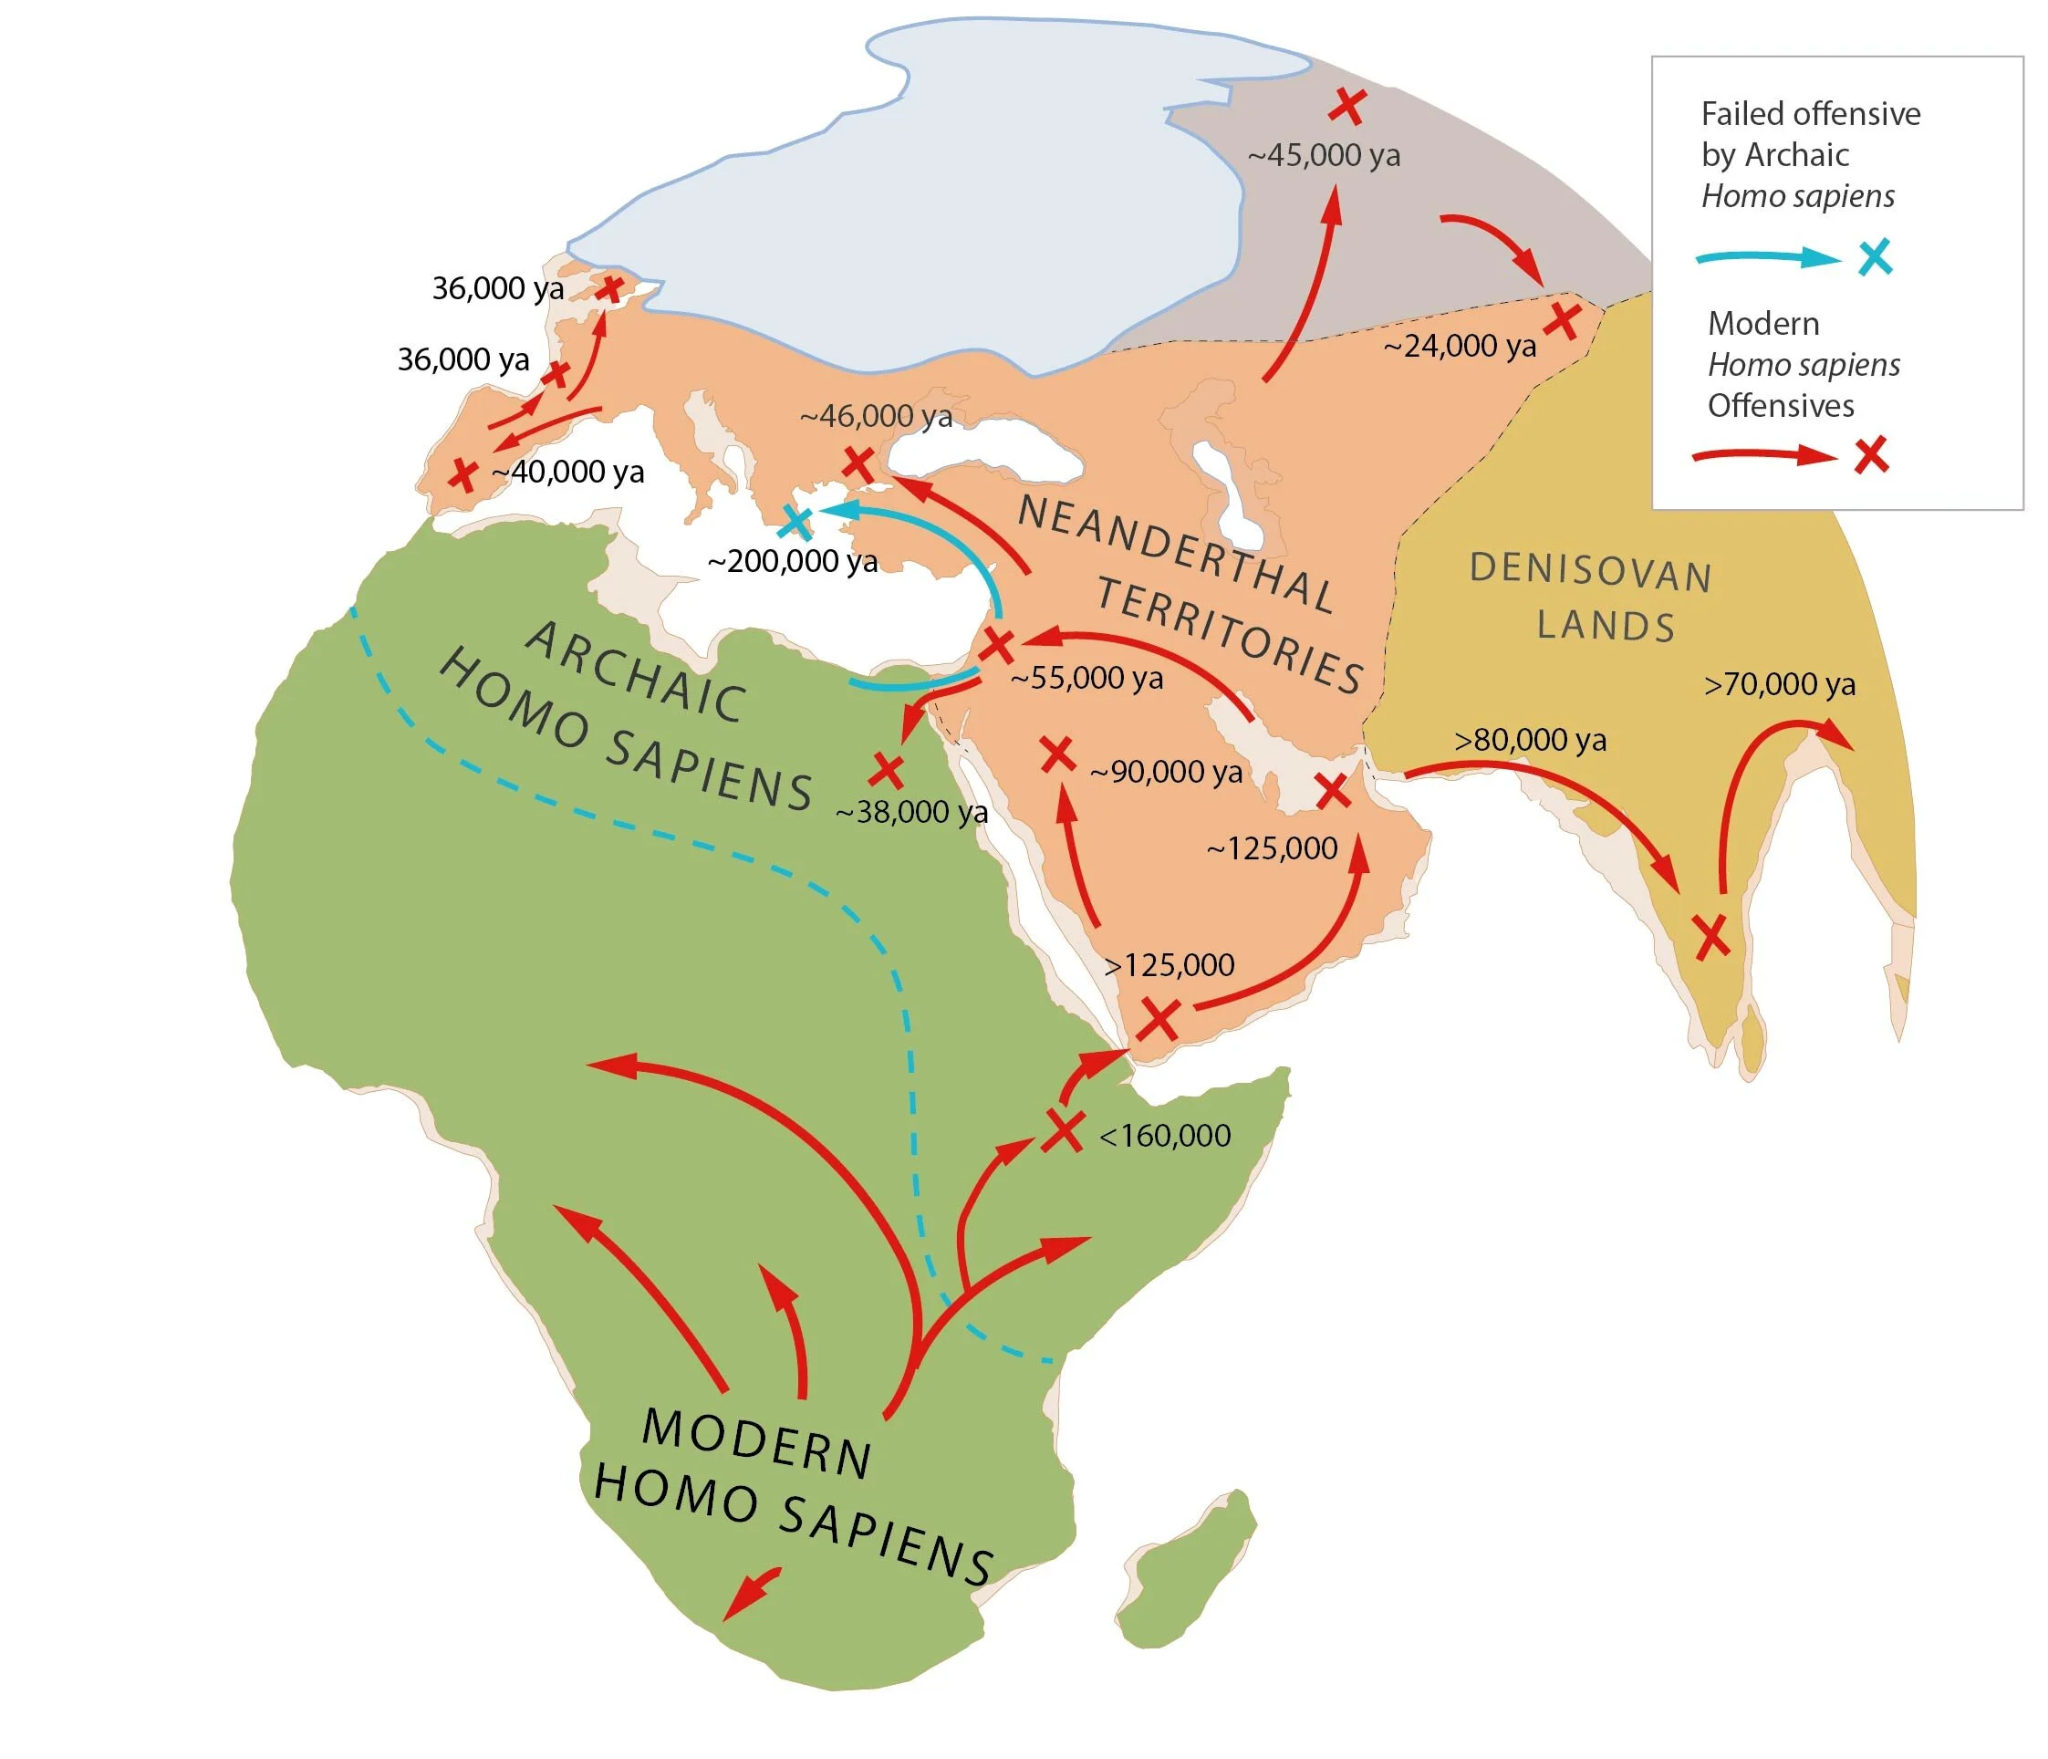 Failed offensive
by Archaic
Homo sapiens
Modern
Homo sapiens
Offensives
~45,000 ya
36,000 ya
~24,000 ya
36,000 ya
~46,000 ya
~40,000 ya
NEANDERTHAL
TERRITORIES
~200,000 ya
DENISOVAN
LANDS
ARCHAIC
HOMO SAPIENS
~55,000 ya
>70,000 ya
>80,000 ya
~90,000 ya
~38,000 ya
~125,000
>125,000
<160,000
MODERN
HOMO SAPIENS